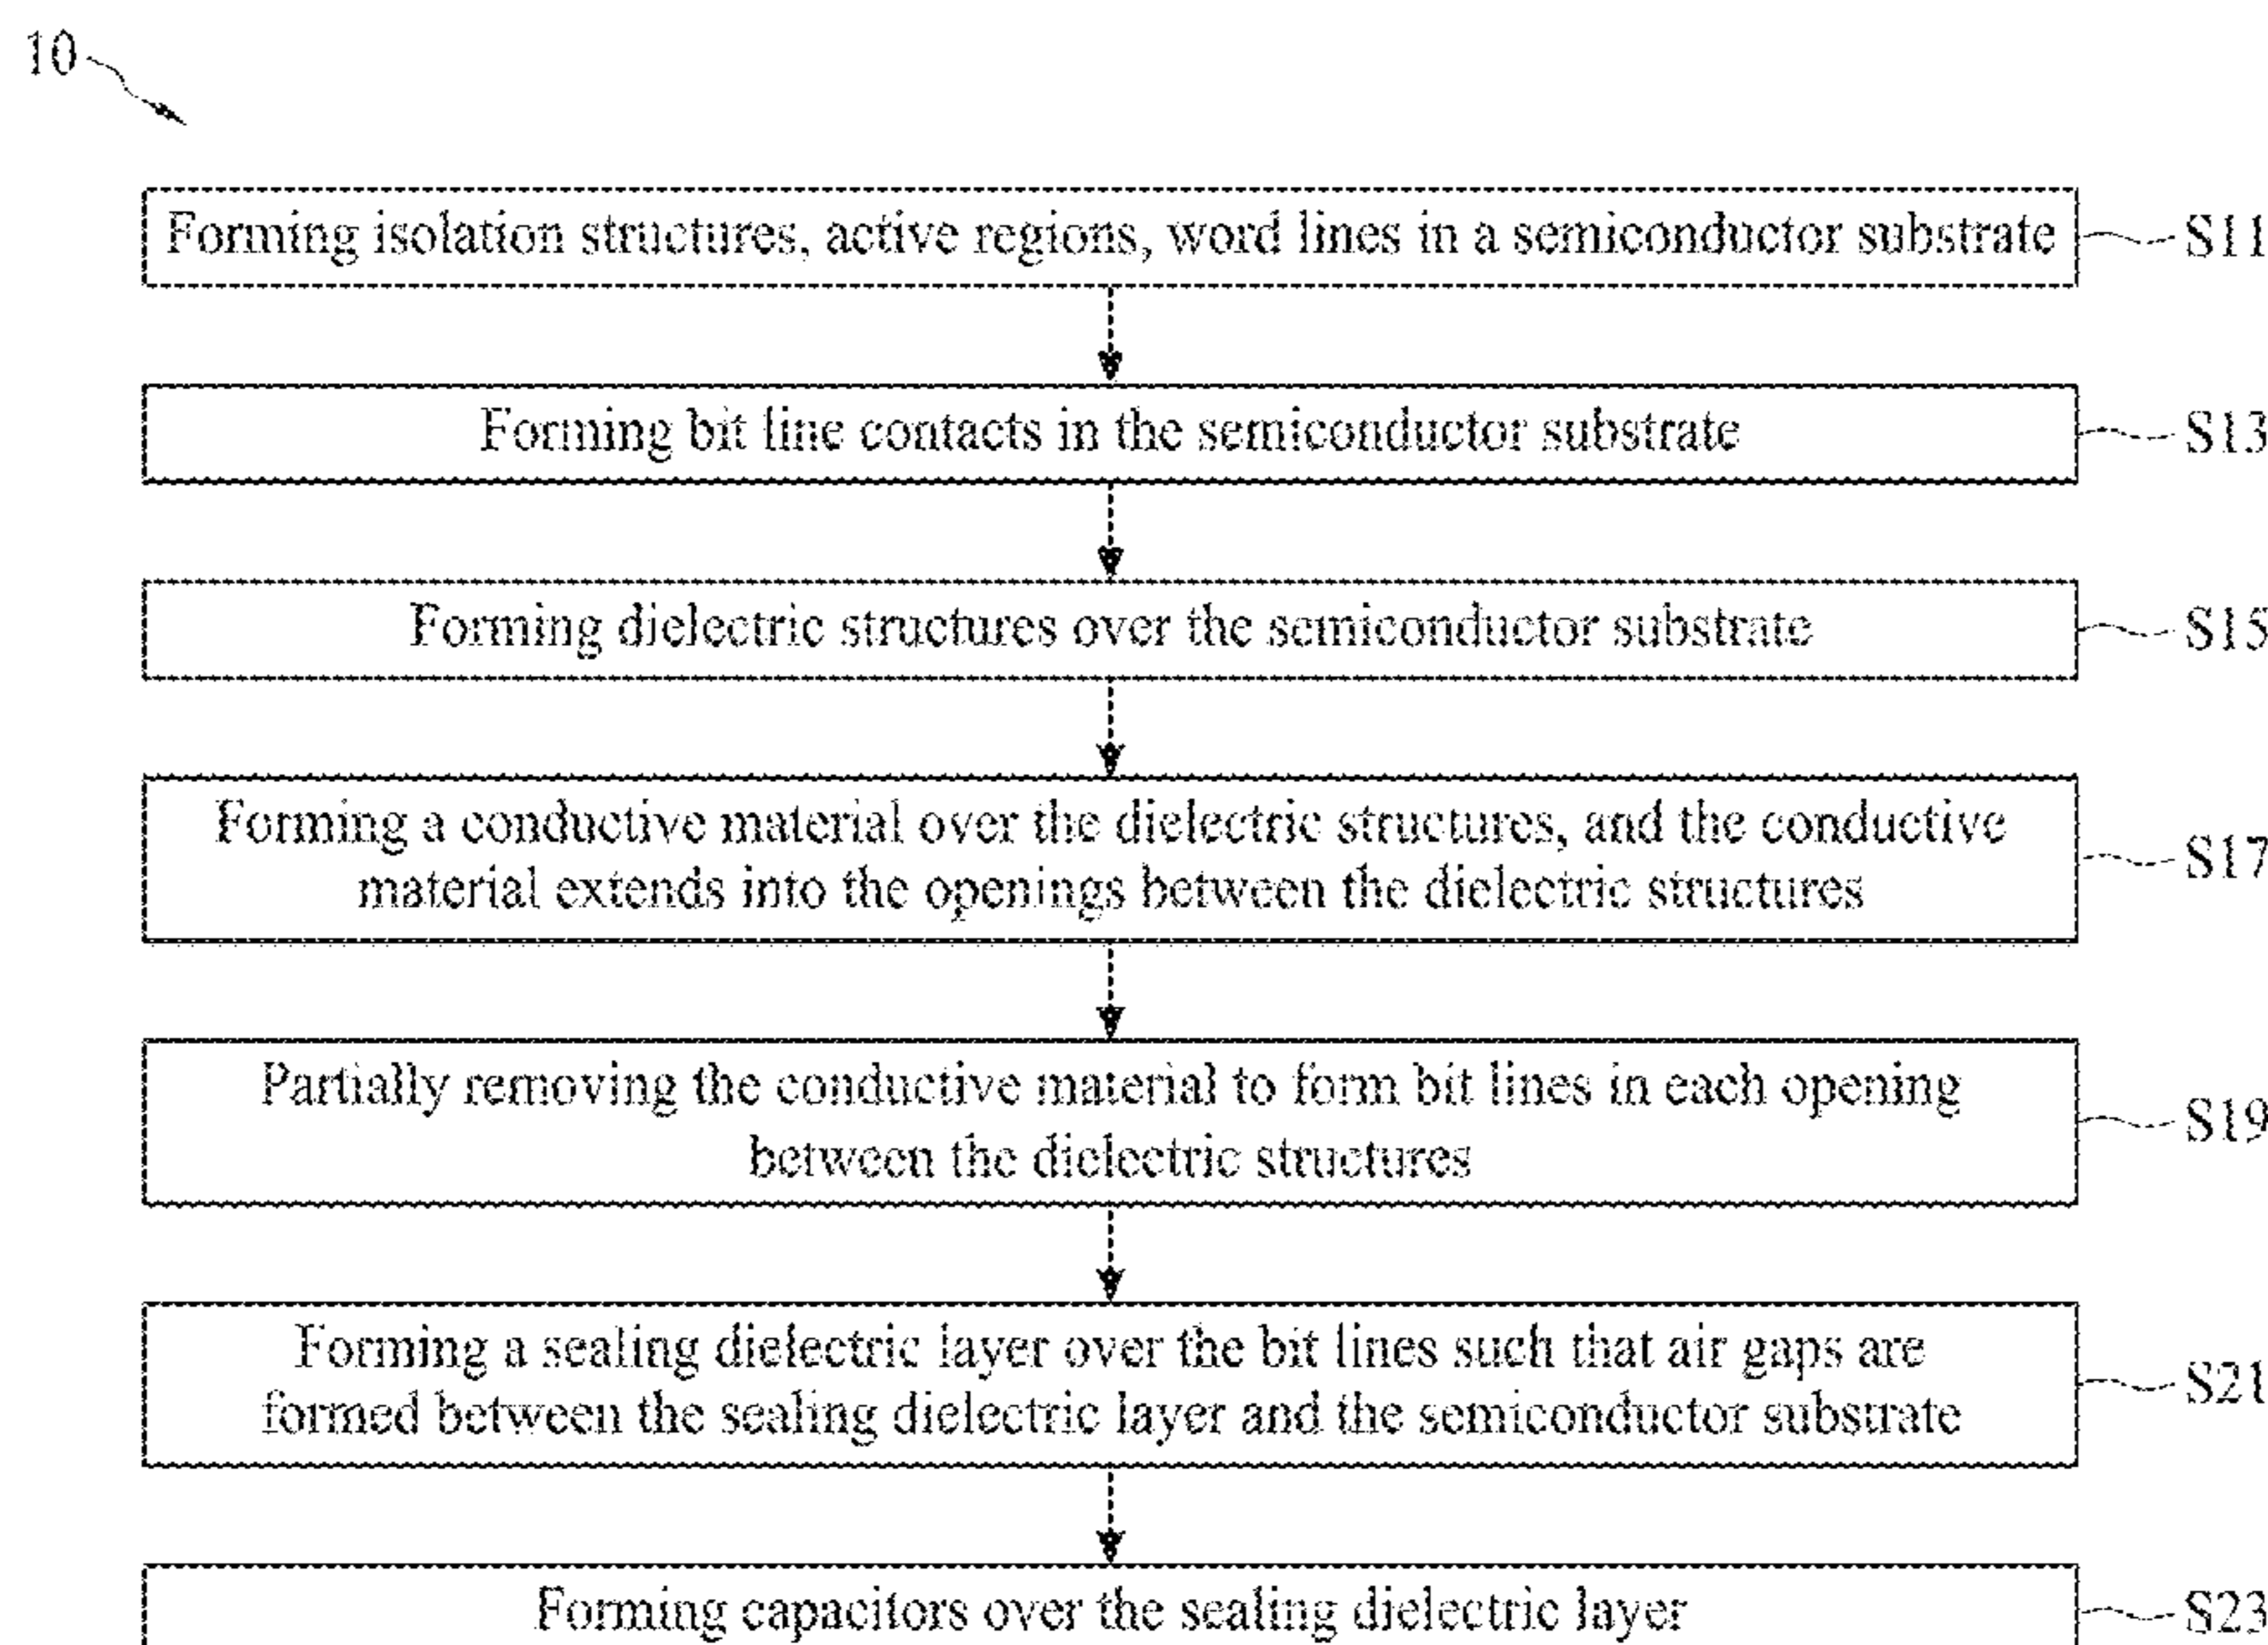 10
Forming isolation structures, active regions, word lines in a semiconductor substrate
S11
Forming bit line contacts in the semiconductor substrate
S13
Forming dielectric structures over the semiconductor substrate
S15
Forming a conductive material over the dielectric structures, and the conductive
material extends into the openings between the dielectric structures
S17
Partially removing the conductive material to form bit lines in each opening
between the dielectric structures
S19
Forming a sealing dielectric layer over the bit lines such that air gaps are
formed between the sealing dielectric layer and the semiconductor substrate
S21
Forming capacitors over the sealing dielectric layer
S23